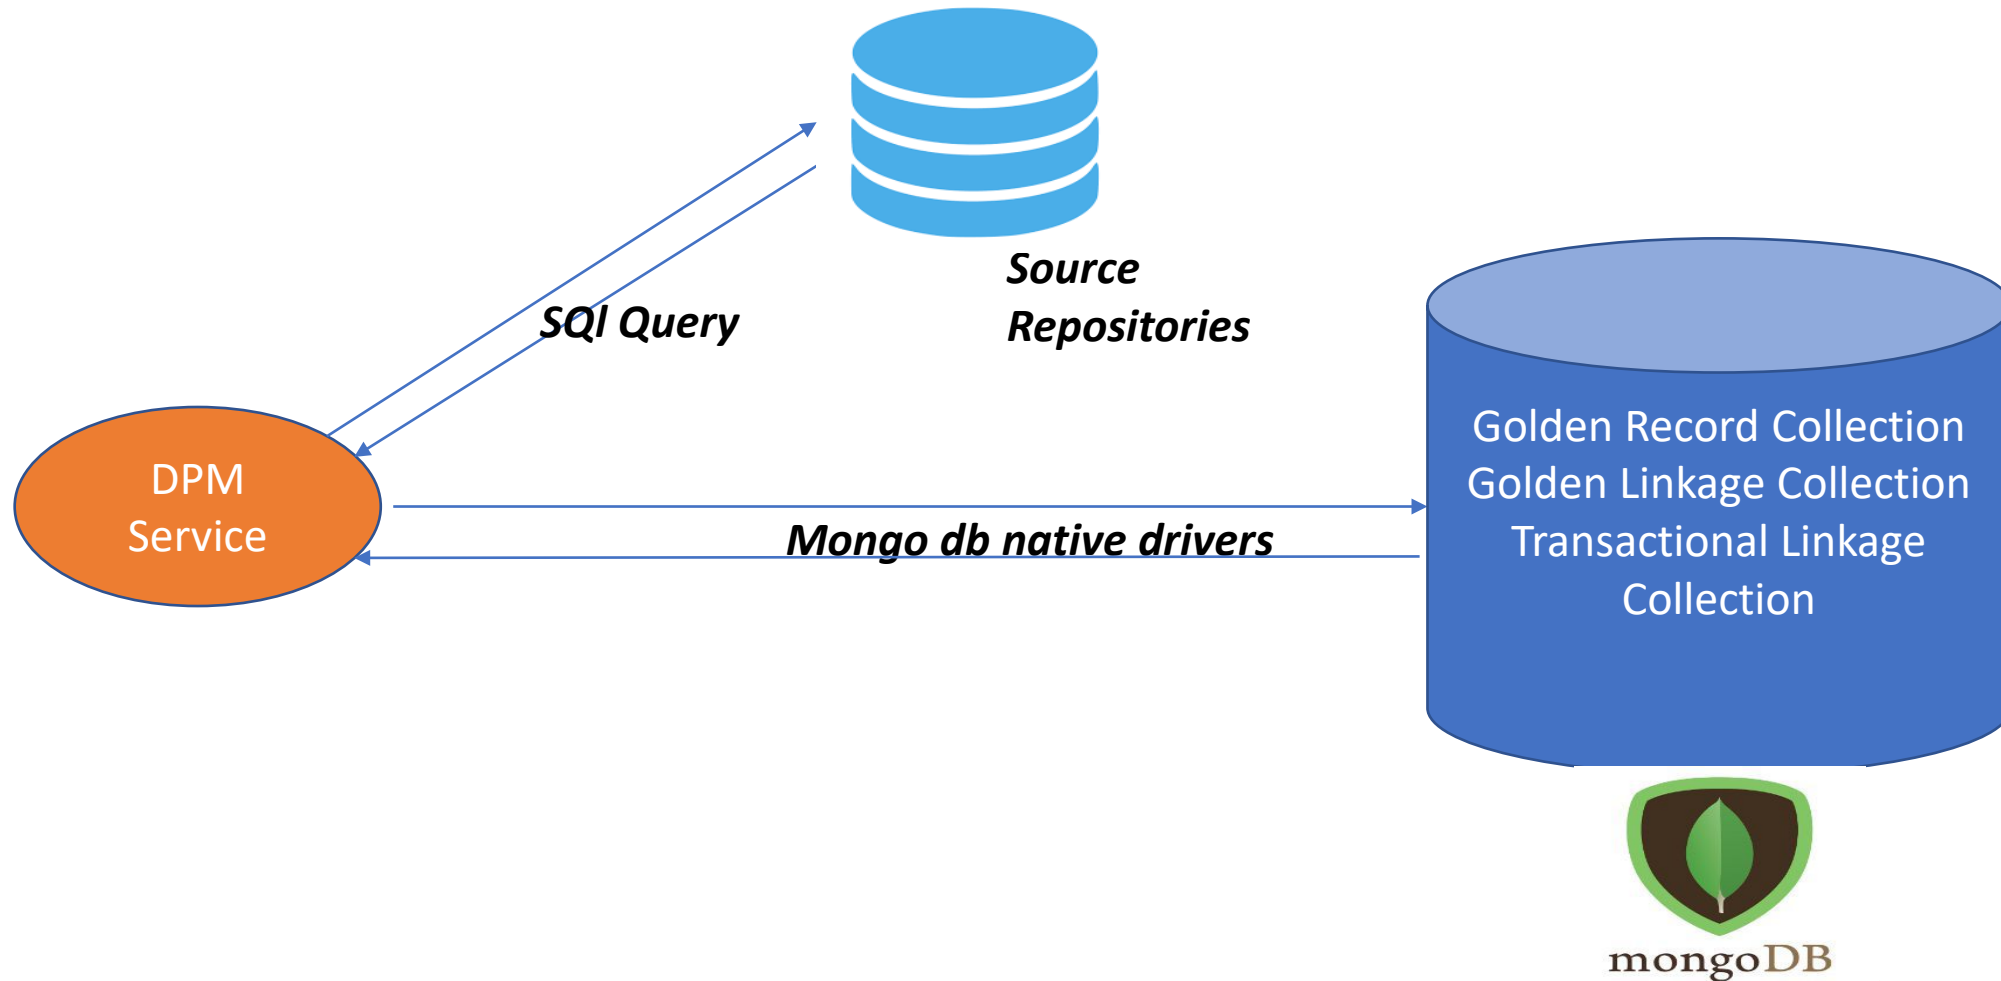 Source
Repositories
SQl Query
DPM
Service
Mongo db native drivers
Golden Record Collection
Golden Linkage Collection
Transactional Linkage
Collection
mongoDB